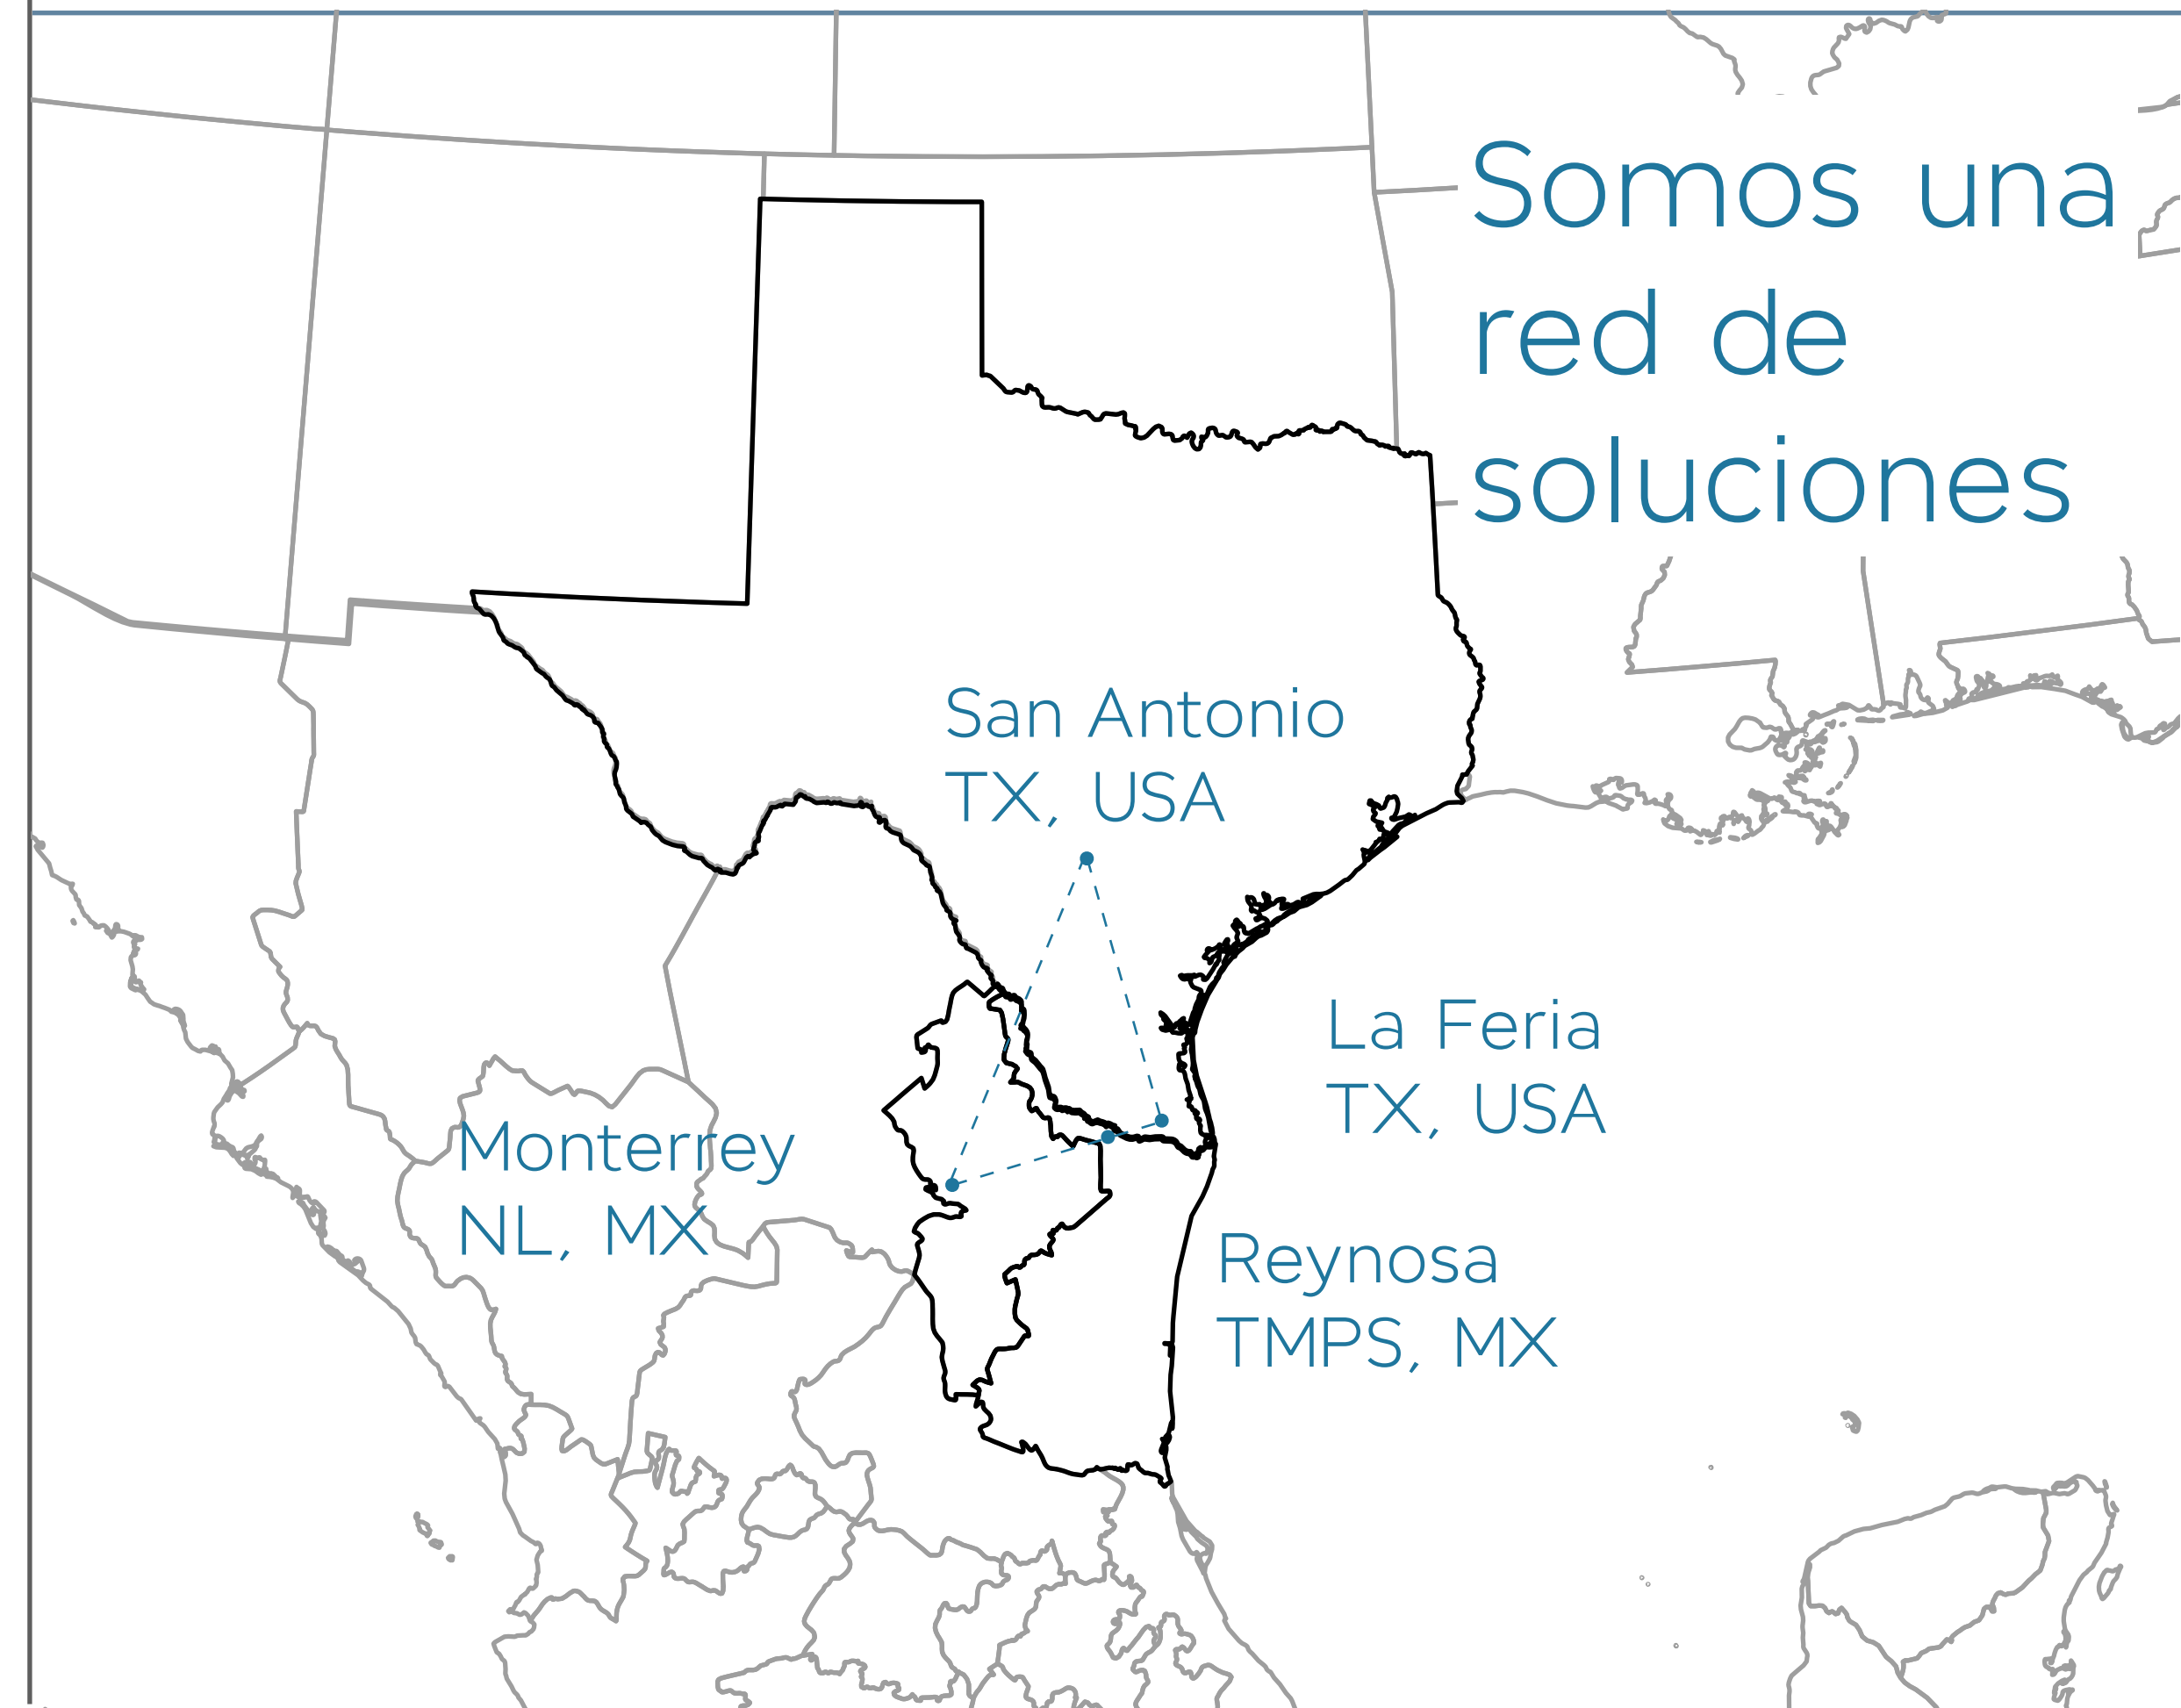 Somos una
red de
soluciones
San Antonio
TX, USA
La Feria
TX, USA
Monterrey
NL, MX
Reynosa
TMPS, MX